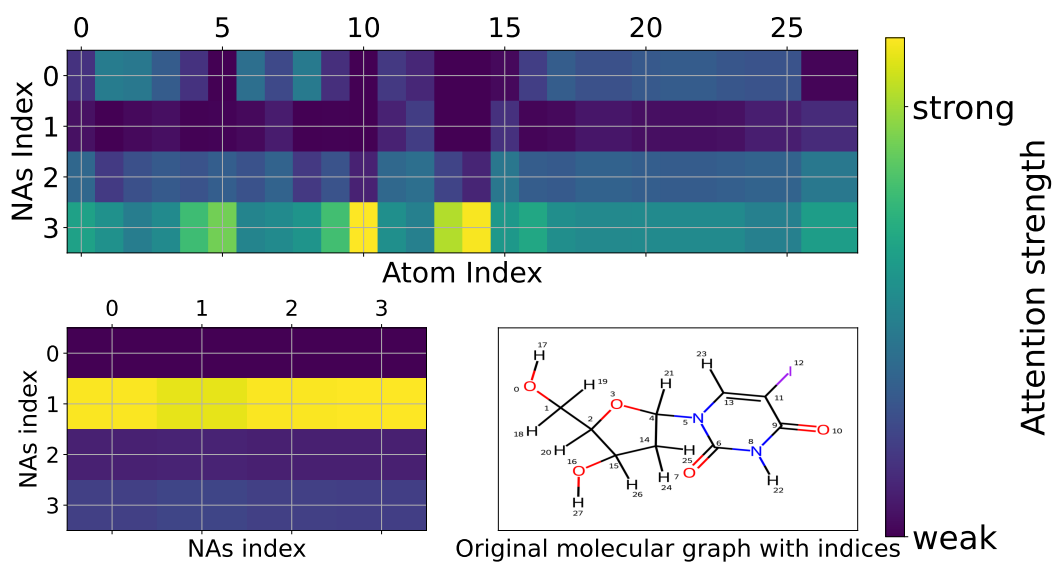 0 5 10 15 20 25
0
1
2
3
NAs Index
Atom Index
strong
weak
Attention strength
0 1 2 3
0
1
2
3
NAs index
NAs index
17
H
O
0
19
H
1
18
H
2
3
O
20
H
16
O
15
H
27
H
26
14
H
24
H
25
4
21
H
N
5
6
O
7
N
8
H
22
9
O
10
11
I
12
13
23
H
Original molecular graph with indices